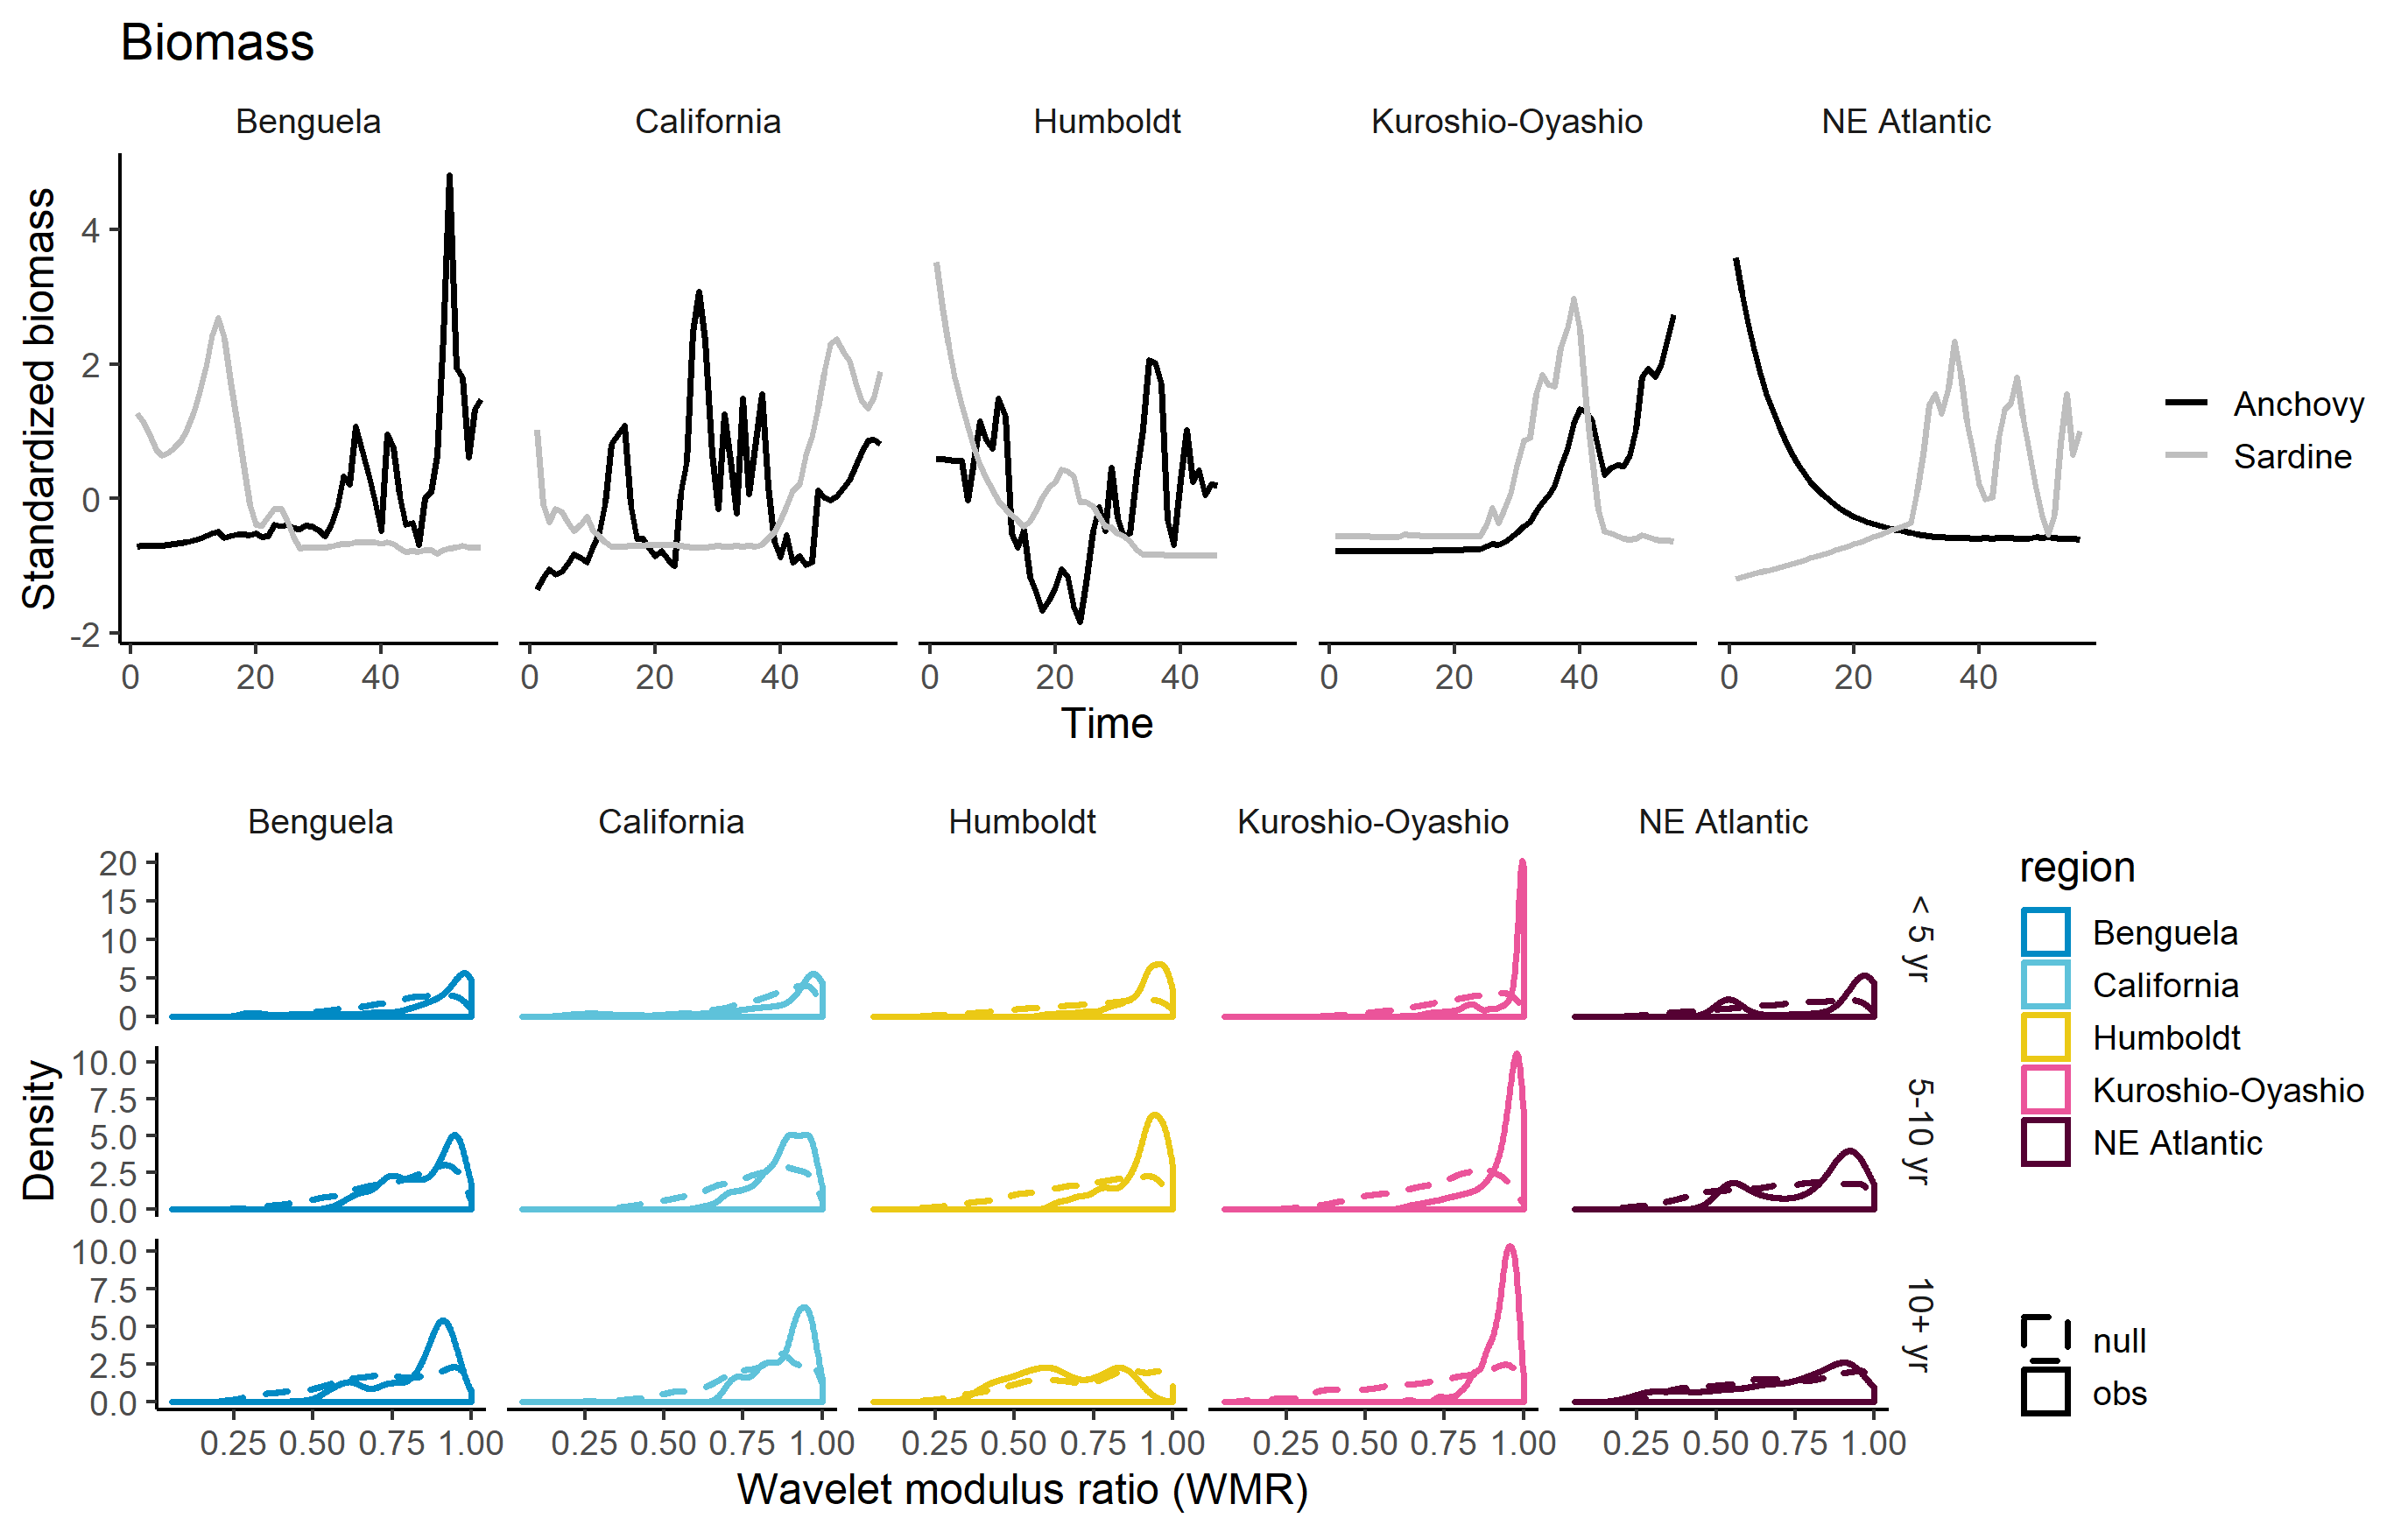 Biomass
Benguela California Humboldt Kuroshio-Oyashio NE Atlantic
Standardized biomass
4
2
0
-2
0 20 40 0 20 40 0 20 40 0 20 40 0 20 40
Time
Anchovy
Sardine
Benguela California Humboldt Kuroshio-Oyashio NE Atlantic
Density
20
15
10
5
0
< 5 yr
10.0
7.5
5.0
2.5
0.0
5-10 yr
10.0
7.5
5.0
2.5
0.0
10+ yr
0.25 0.50 0.75 1.00 0.25 0.50 0.75 1.00 0.25 0.50 0.75 1.00 0.25 0.50 0.75 1.00 0.25 0.50 0.75 1.00
Wavelet modulus ratio (WMR)
region
Benguela
California
Humboldt
Kuroshio-Oyashio
NE Atlantic
null
obs